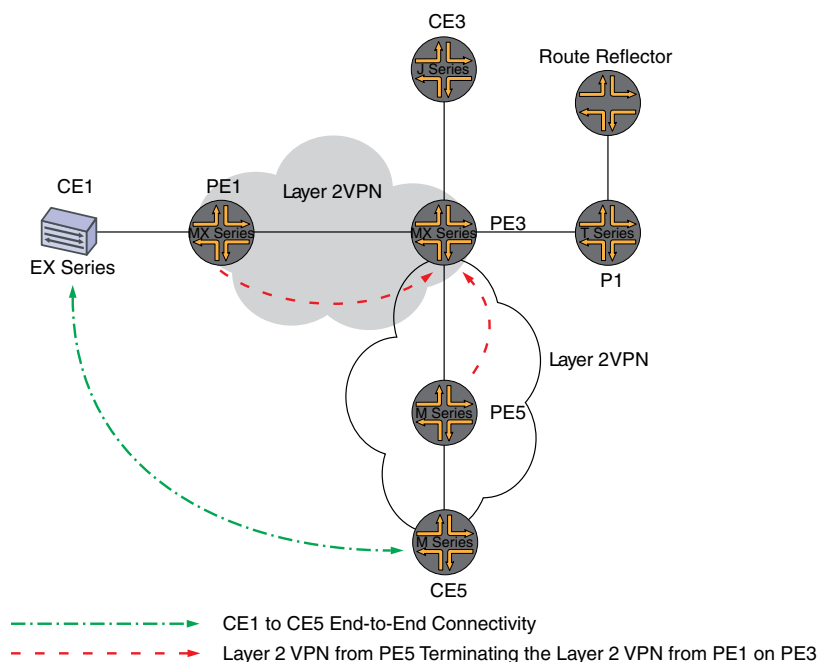 CE3
J Series
Route Reflector
CE1
PE1
Layer 2VPN
MX Series
MX Series
PE3
T Series
EX Series
P1
Layer 2VPN
M Series
PE5
M Series
CE5
CE1 to CE5 End-to-End Connectivity
Layer 2 VPN from PE5 Terminating the Layer 2 VPN from PE1 on PE3